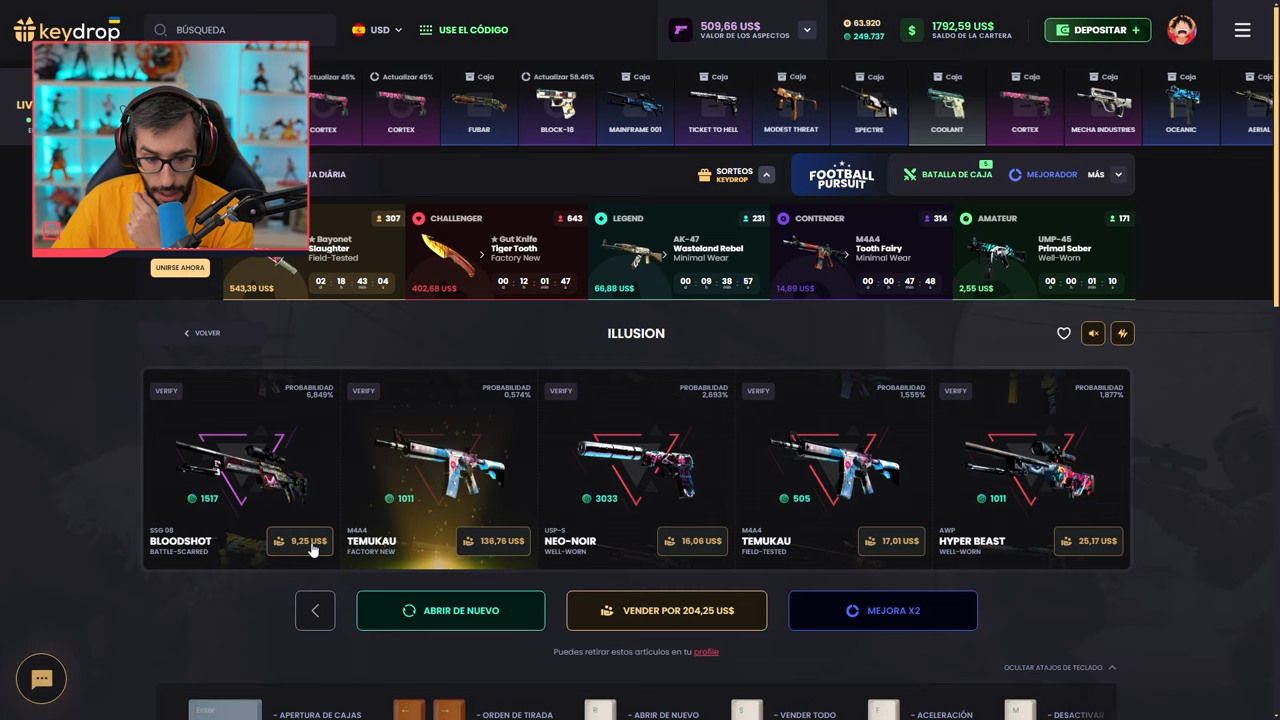 keydrop
BÚSQUEDA
USD
USE EL CÓDIGO
509,66 US$
VALOR DE LOS ASPECTOS
63.920
249.737
$
1792,59 US$
SALDO DE LA CARTERA
DEPOSITAR +
LIV
Actualizar 45%
CORTEX
Caja
FUBAR
Actualizar 58.46%
BLOCK-18
Caja
MAINFRAME 001
Caja
TICKET TO HELL
Caja
MODEST THREAT
Caja
SPECTRE
Caja
COOLANT
Caja
CORTEX
Caja
MECHA INDUSTRIES
Caja
OCEANIC
AERIAL
CORTEX
JA DIÁRIA
SORTEOS
KEYDROP
FOOTBALL
PURSUIT
5
BATALLA DE CAJA
MEJORADOR
MÁS
UNIRSE AHORA
307
★ Bayonet
Slaughter
Field-Tested
543,39 US$
02 18 43 04
CHALLENGER
643
★ Gut Knife
Tiger Tooth
Factory New
402,68 US$
00 12 01 47
LEGEND
231
AK-47
Wasteland Rebel
Minimal Wear
66,88 US$
00 09 38 57
CONTENDER
314
M4A4
Tooth Fairy
Minimal Wear
14,89 US$
00 00 47 48
AMATEUR
171
UMP-45
Primal Saber
Well-Worn
2,55 US$
00 00 01 10
VOLVER
ILLUSION
VERIFY
PROBABILIDAD
6,849%
1517
SSG 08
BLOODSHOT
BATTLE-SCARRED
9,25 US$
VERIFY
PROBABILIDAD
0,574%
1011
M4A4
TEMUKAU
FACTORY NEW
136,76 US$
VERIFY
PROBABILIDAD
2,693%
3033
USP-S
NEO-NOIR
WELL-WORN
16,06 US$
VERIFY
PROBABILIDAD
1,555%
505
M4A4
TEMUKAU
FIELD-TESTED
17,01 US$
VERIFY
PROBABILIDAD
1,877%
1011
AWP
HYPER BEAST
WELL-WORN
25,17 US$
ABRIR DE NUEVO
VENDER POR 204,25 US$
MEJORA X2
Puedes retirar estos artículos en tu profile
OCULTAR ATAJOS DE TECLADO
Enter
- APERTURA DE CAJAS
← →
- ORDEN DE TIRADA
R
- ABRIR DE NUEVO
S
- VENDER TODO
F
- ACELERACIÓN
M
- DESACTIVAR